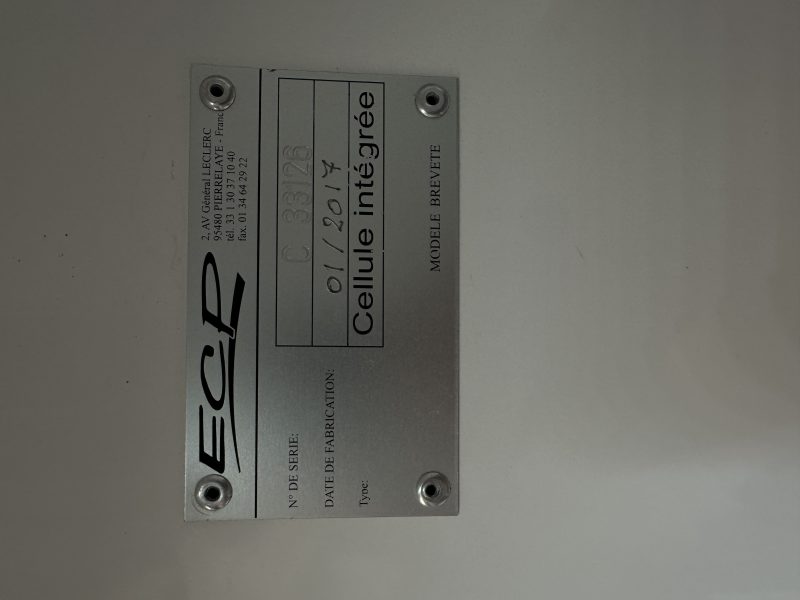 ECP
2, AV Général LECLERC
95480 PIERRELAYE - France
tél. 33 1 30 37 10 40
fax. 01 34 64 29 22
N° DE SERIE: C 33126
DATE DE FABRICATION: 01/2017
Type: Cellule intégrée
MODELE BREVETE